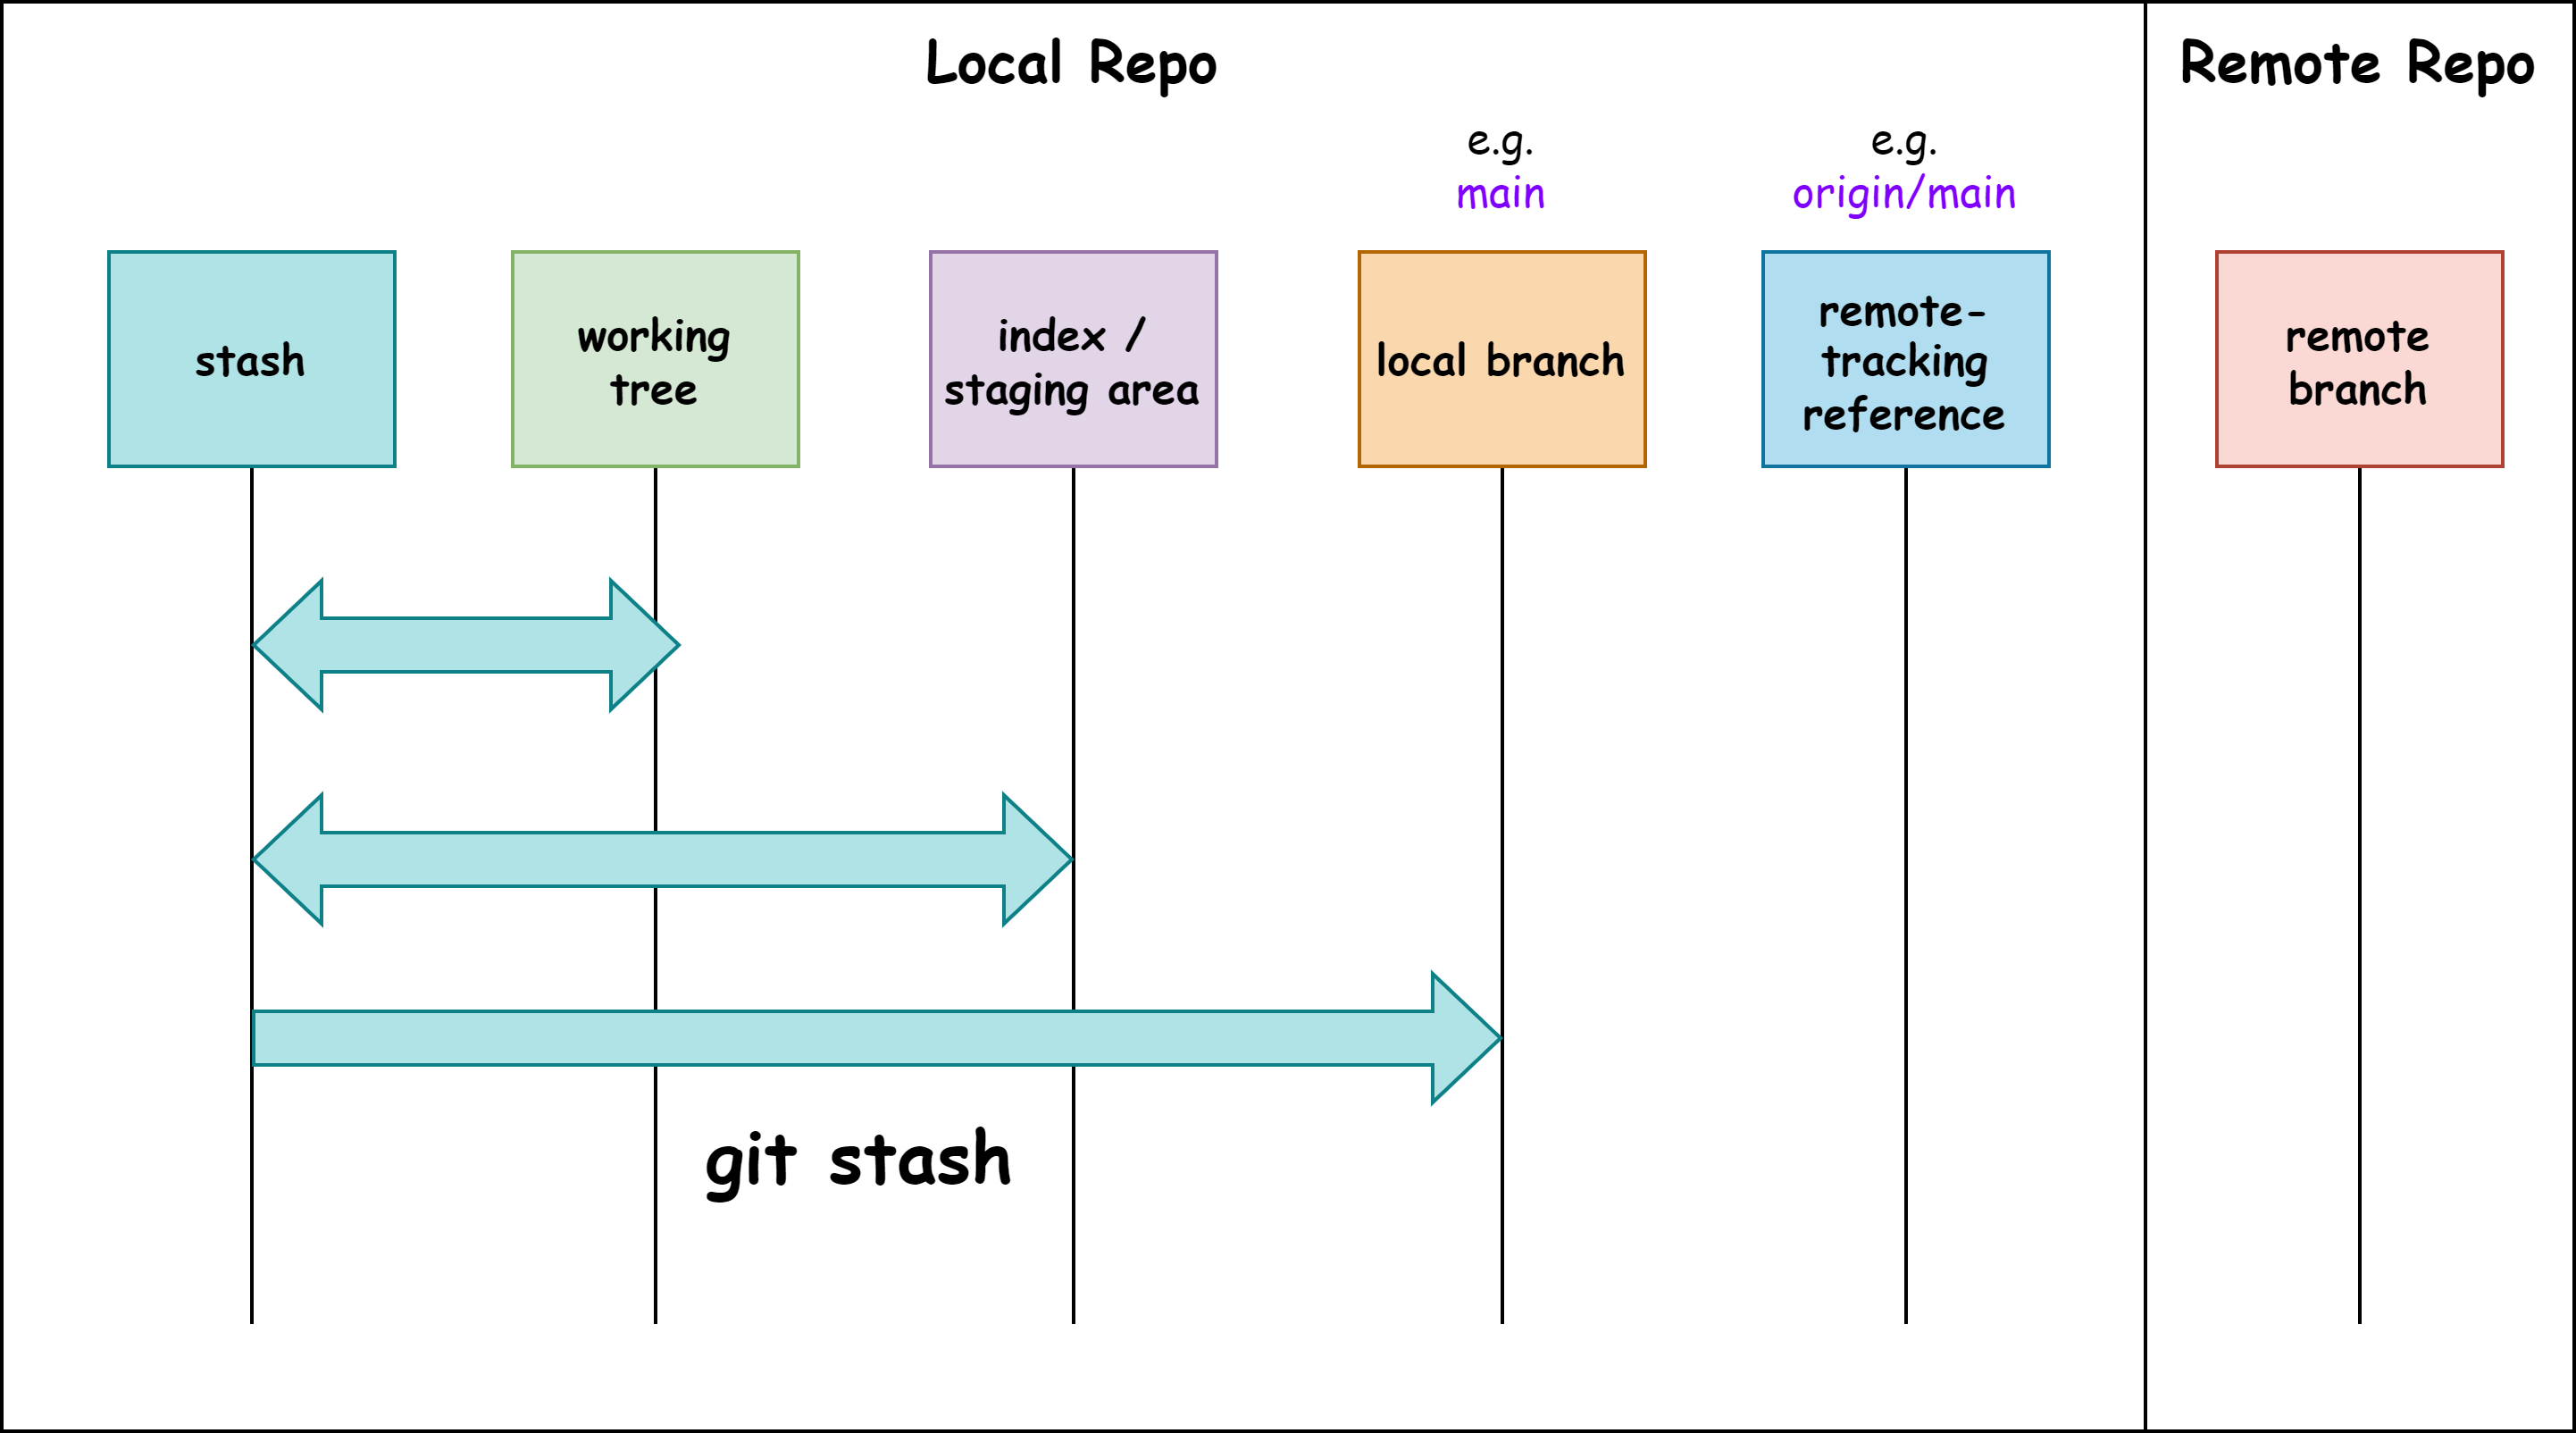 Local Repo
Remote Repo
e.g.
main
e.g.
origin/main
stash
working
tree
index /
staging area
local branch
remote-
tracking
reference
remote
branch
git stash